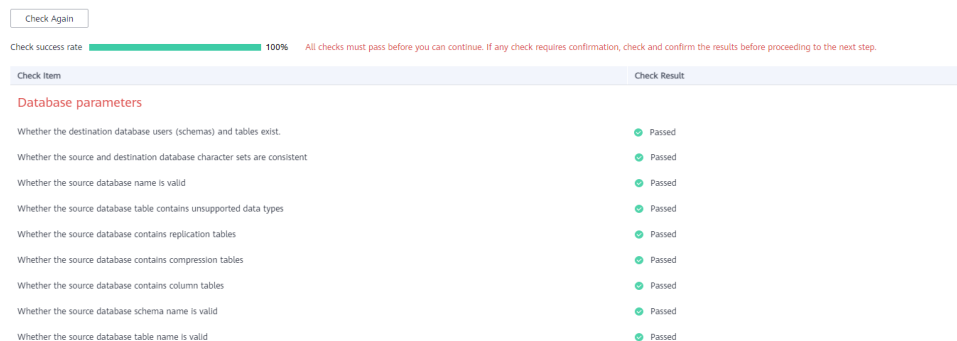 Check Again
Check success rate 100% All checks must pass before you can continue. If any check requires confirmation, check and confirm the results before proceeding to the next step.
Check Item Check Result
Database parameters
Whether the destination database users (schemas) and tables exist. Passed
Whether the source and destination database character sets are consistent Passed
Whether the source database name is valid Passed
Whether the source database table contains unsupported data types Passed
Whether the source database contains replication tables Passed
Whether the source database contains compression tables Passed
Whether the source database contains column tables Passed
Whether the source database schema name is valid Passed
Whether the source database table name is valid Passed